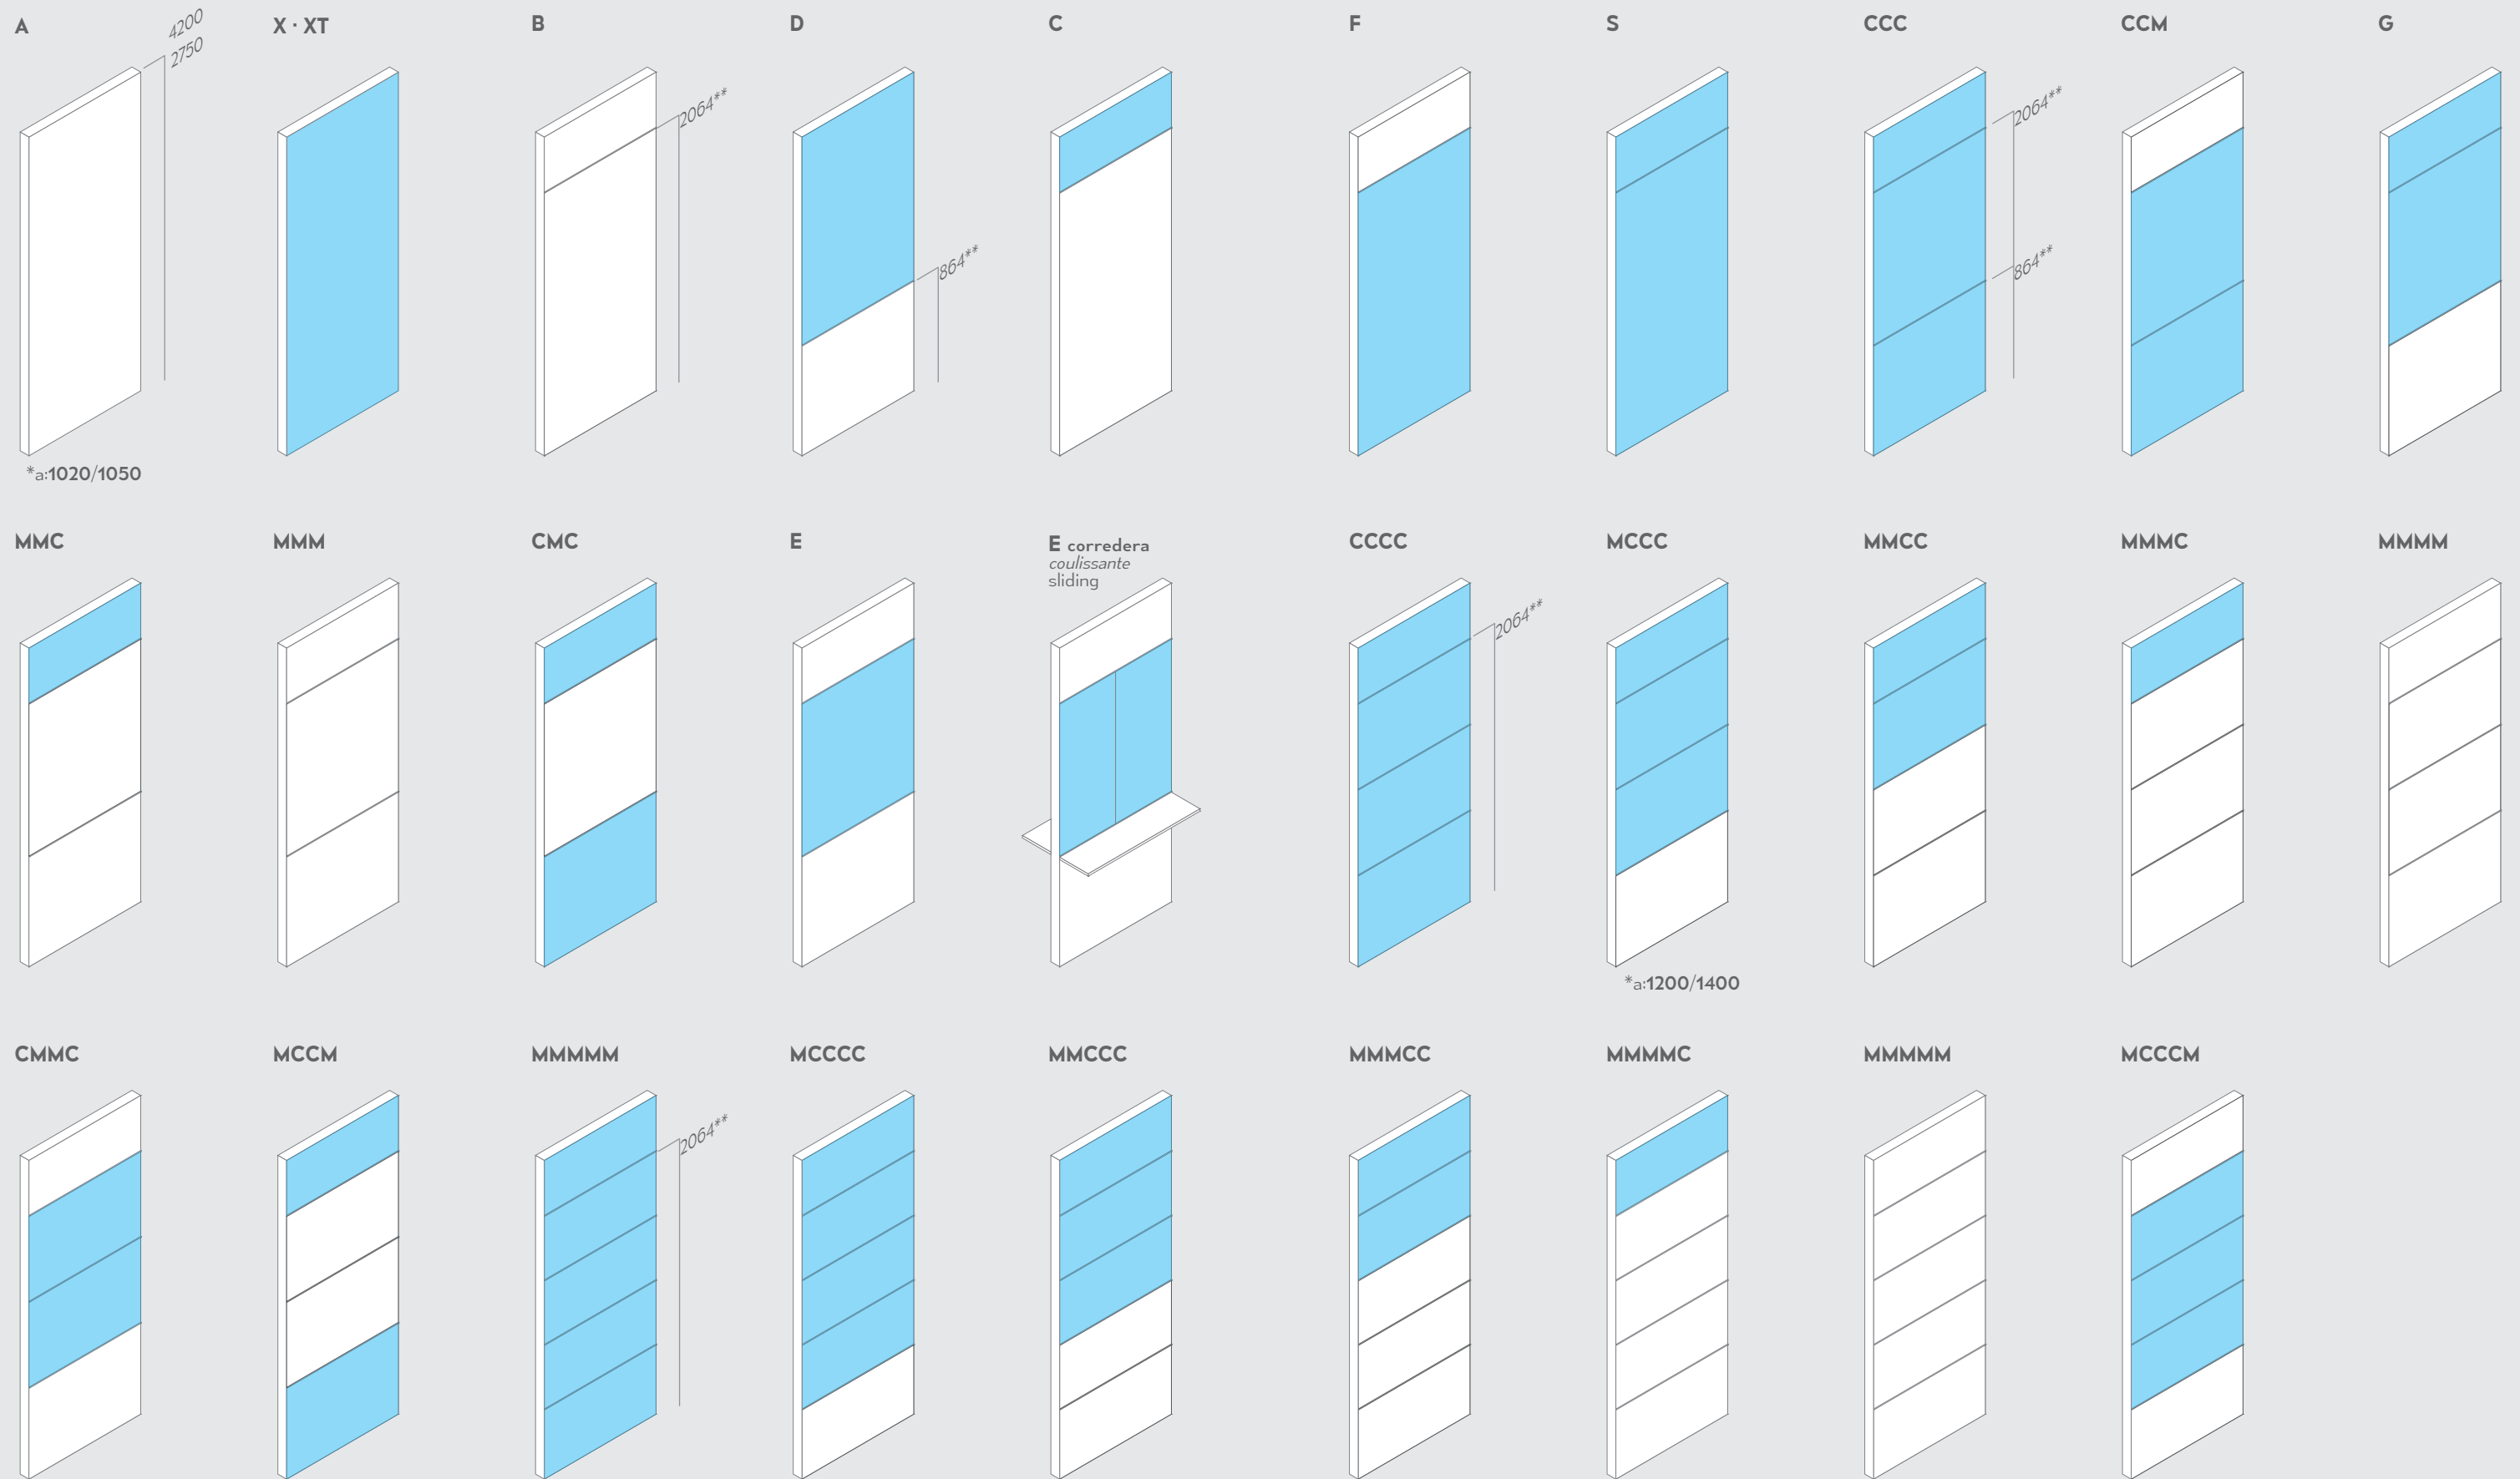 A
4200
2750
X · XT
B
2064**
D
864**
C
F
S
CCC
2064**
864**
CCM
G
*a:1020/1050
MMC
MMM
CMC
E
E corredera
coulissante
sliding
CCCC
2064**
MCCC
MMCC
MMMC
MMMM
*a:1200/1400
CMMC
MCCM
MMMMM
2064**
MCCCC
MMCCC
MMMCC
MMMMC
MMMMM
MCCCM